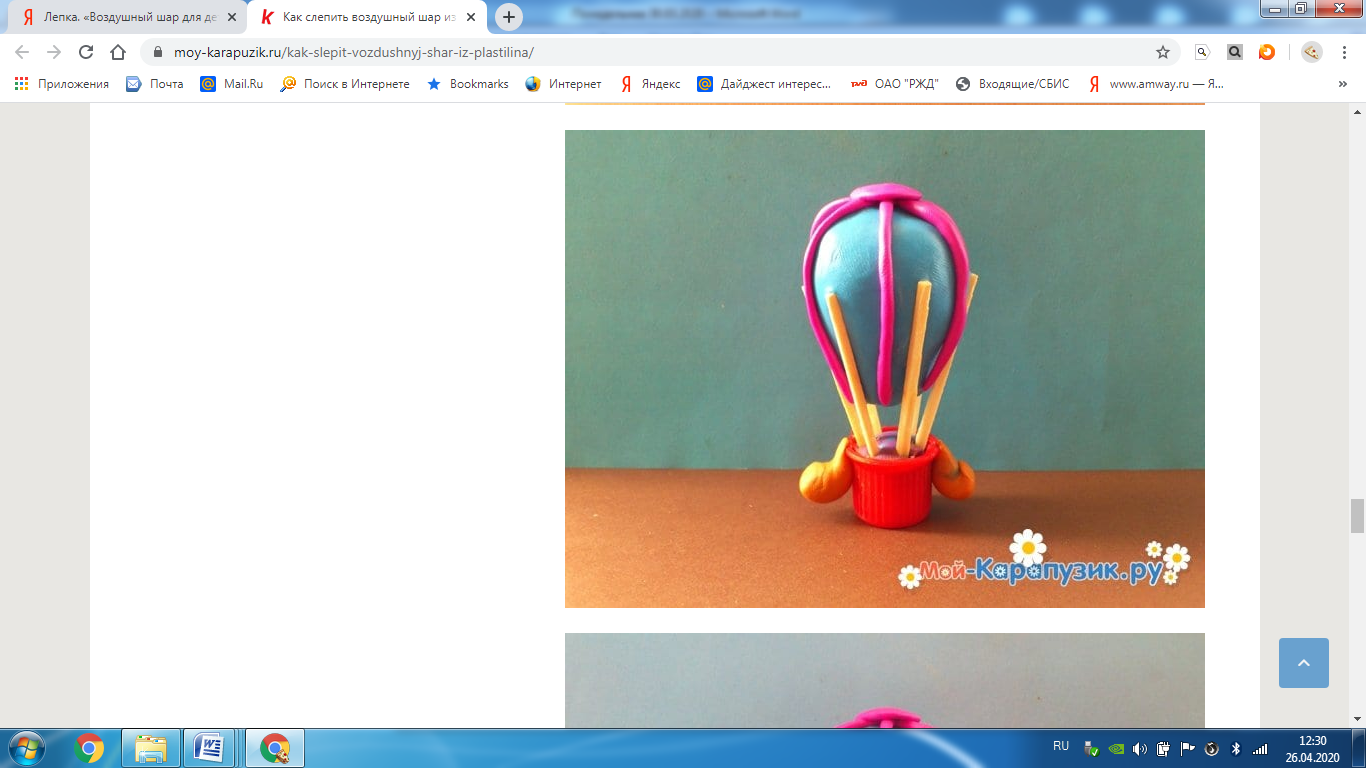 Лепка. «Воздушный шар для де
Как слепить воздушный шар из
moy-karapuzik.ru/kak-slepit-vozdushnyj-shar-iz-plastilina/
Приложения Почта Mail.Ru Поиск в Интернете Bookmarks Интернет Яндекс Дайджест интерес... ОАО "РЖД" Входящие/СБИС www.amway.ru — Я...
Мой-Карапузик.ру
RU
12:30
26.04.2020